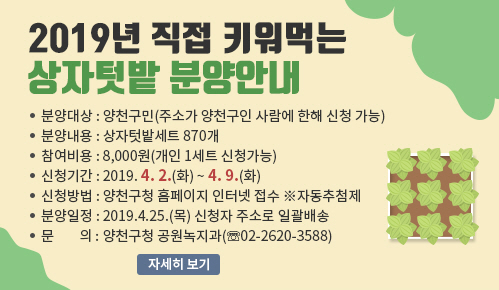 2019년 직접 키워먹는
상자텃밭 분양안내
• 분양대상 : 양천구민(주소가 양천구인 사람에 한해 신청 가능)
• 분양내용 : 상자텃밭세트 870개
• 참여비용 : 8,000원(개인 1세트 신청가능)
• 신청기간 : 2019. 4. 2.(화) ~ 4. 9.(화)
• 신청방법 : 양천구청 홈페이지 인터넷 접수 ※자동추첨제
• 분양일정 : 2019.4.25.(목) 신청자 주소로 일괄배송
• 문 의 : 양천구청 공원녹지과(☏02-2620-3588)
자세히 보기